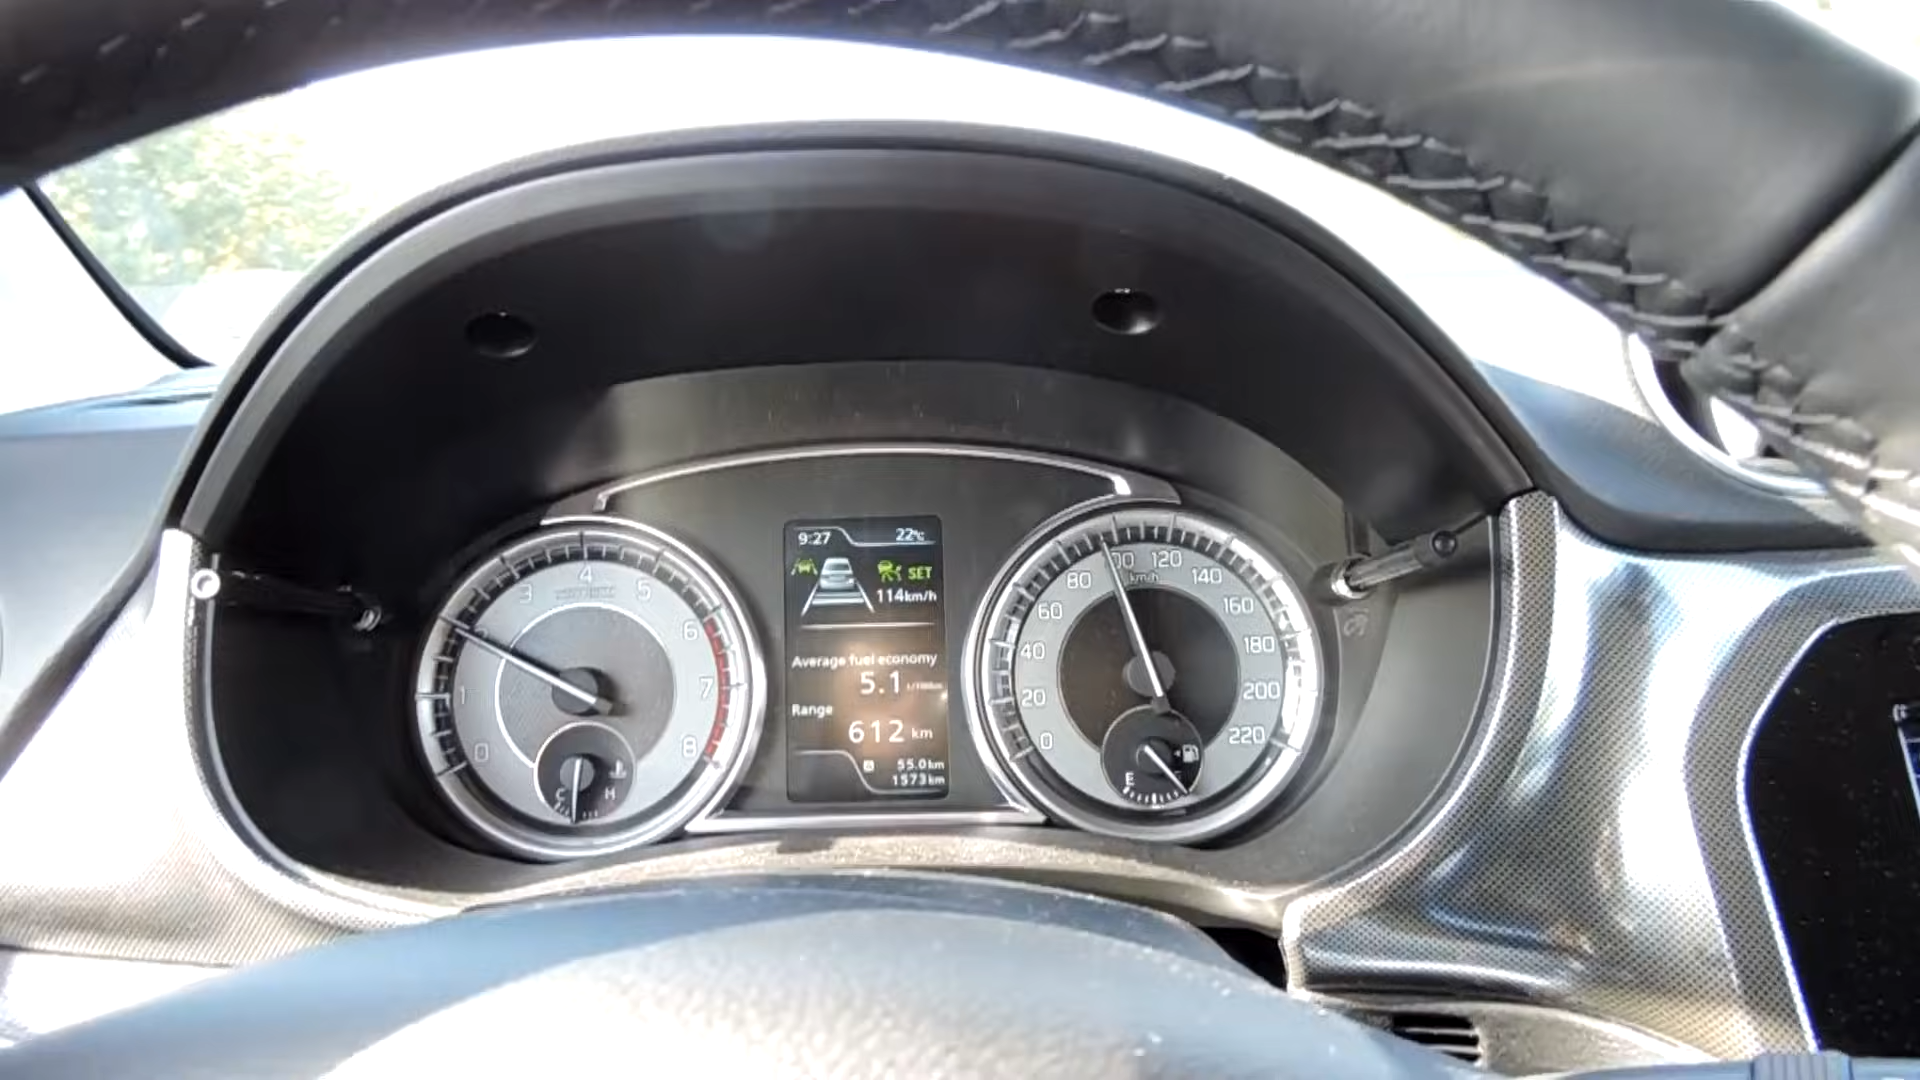 9:27 22°C
SET
114km/h
Average fuel economy
5.1 L/100km
Range
612 km
55.0km
1573km
0
1
3
4
5
6
7
8
C H
0
20
40
60
80
120
140
160
180
200
220
km/h
E